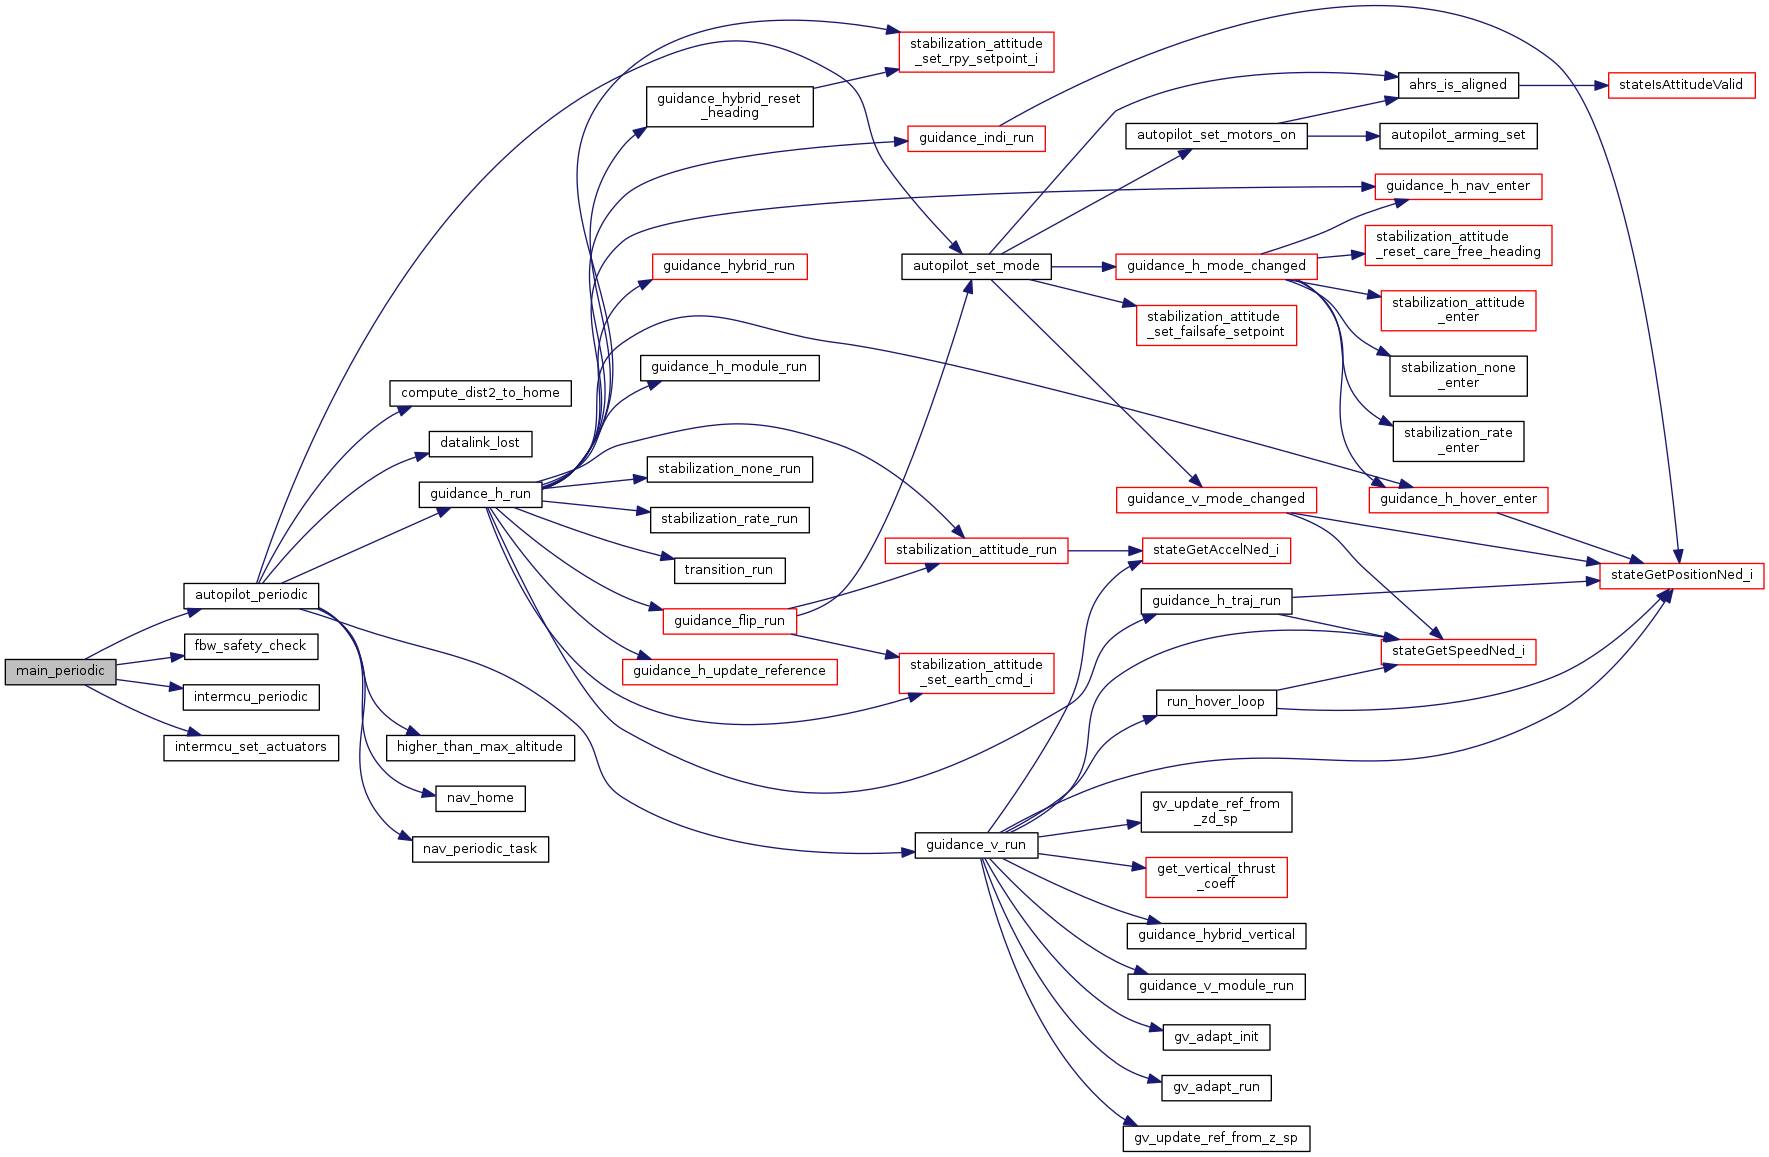 main_periodic
autopilot_periodic
fbw_safety_check
intermcu_periodic
intermcu_set_actuators
compute_dist2_to_home
datalink_lost
guidance_h_run
higher_than_max_altitude
nav_home
nav_periodic_task
guidance_hybrid_reset
_heading
guidance_hybrid_run
guidance_h_module_run
stabilization_none_run
stabilization_rate_run
transition_run
guidance_flip_run
guidance_h_update_reference
stabilization_attitude
_set_rpy_setpoint_i
guidance_indi_run
autopilot_set_mode
stabilization_attitude_run
stabilization_attitude
_set_earth_cmd_i
guidance_v_run
autopilot_set_motors_on
guidance_h_mode_changed
stabilization_attitude
_set_failsafe_setpoint
guidance_v_mode_changed
stateGetAccelNed_i
guidance_h_traj_run
run_hover_loop
gv_update_ref_from
_zd_sp
get_vertical_thrust
_coeff
guidance_hybrid_vertical
guidance_v_module_run
gv_adapt_init
gv_adapt_run
gv_update_ref_from_z_sp
ahrs_is_aligned
autopilot_arming_set
guidance_h_nav_enter
stabilization_attitude
_reset_care_free_heading
stabilization_attitude
_enter
stabilization_none
_enter
stabilization_rate
_enter
guidance_h_hover_enter
stateGetSpeedNed_i
stateIsAttitudeValid
stateGetPositionNed_i